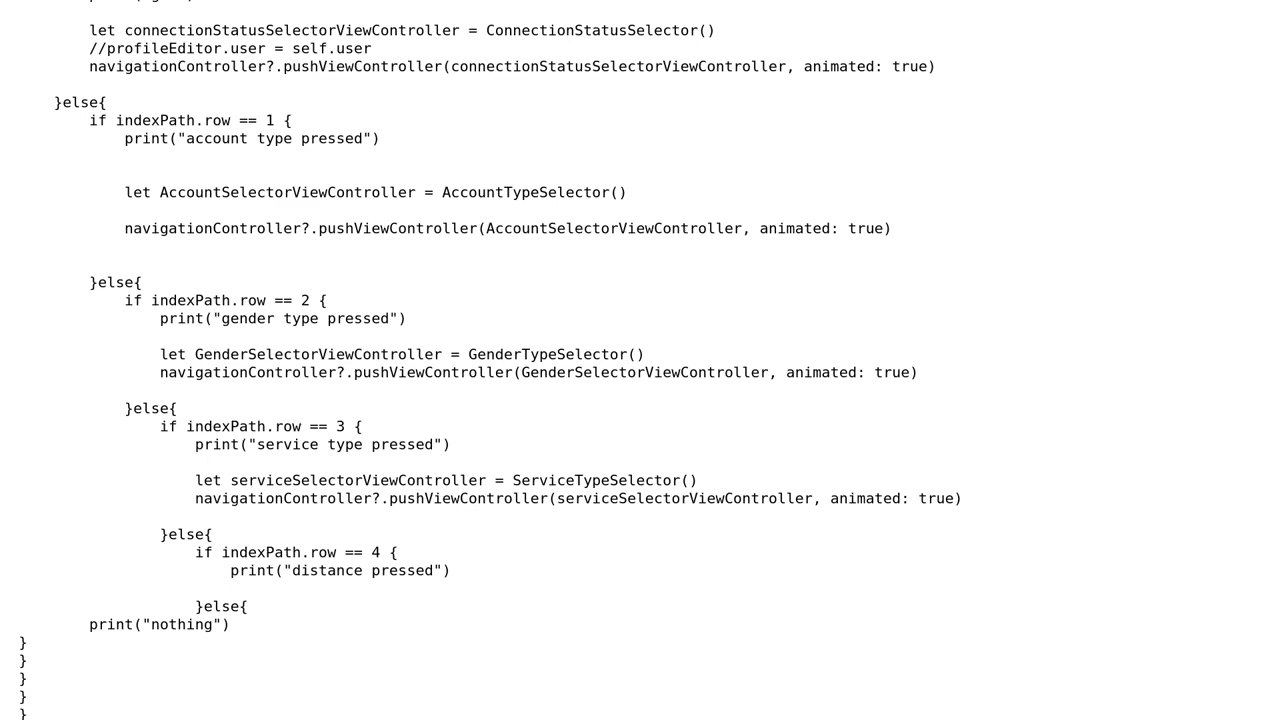 let connectionStatusSelectorViewController = ConnectionStatusSelector()
//profileEditor.user = self.user
navigationController?.pushViewController(connectionStatusSelectorViewController, animated: true)
}else{
if indexPath.row == 1 {
print("account type pressed")
let AccountSelectorViewController = AccountTypeSelector()
navigationController?.pushViewController(AccountSelectorViewController, animated: true)
}else{
if indexPath.row == 2 {
print("gender type pressed")
let GenderSelectorViewController = GenderTypeSelector()
navigationController?.pushViewController(GenderSelectorViewController, animated: true)
}else{
if indexPath.row == 3 {
print("service type pressed")
let serviceSelectorViewController = ServiceTypeSelector()
navigationController?.pushViewController(serviceSelectorViewController, animated: true)
}else{
if indexPath.row == 4 {
print("distance pressed")
}else{
print("nothing")
}
}
}
}
}